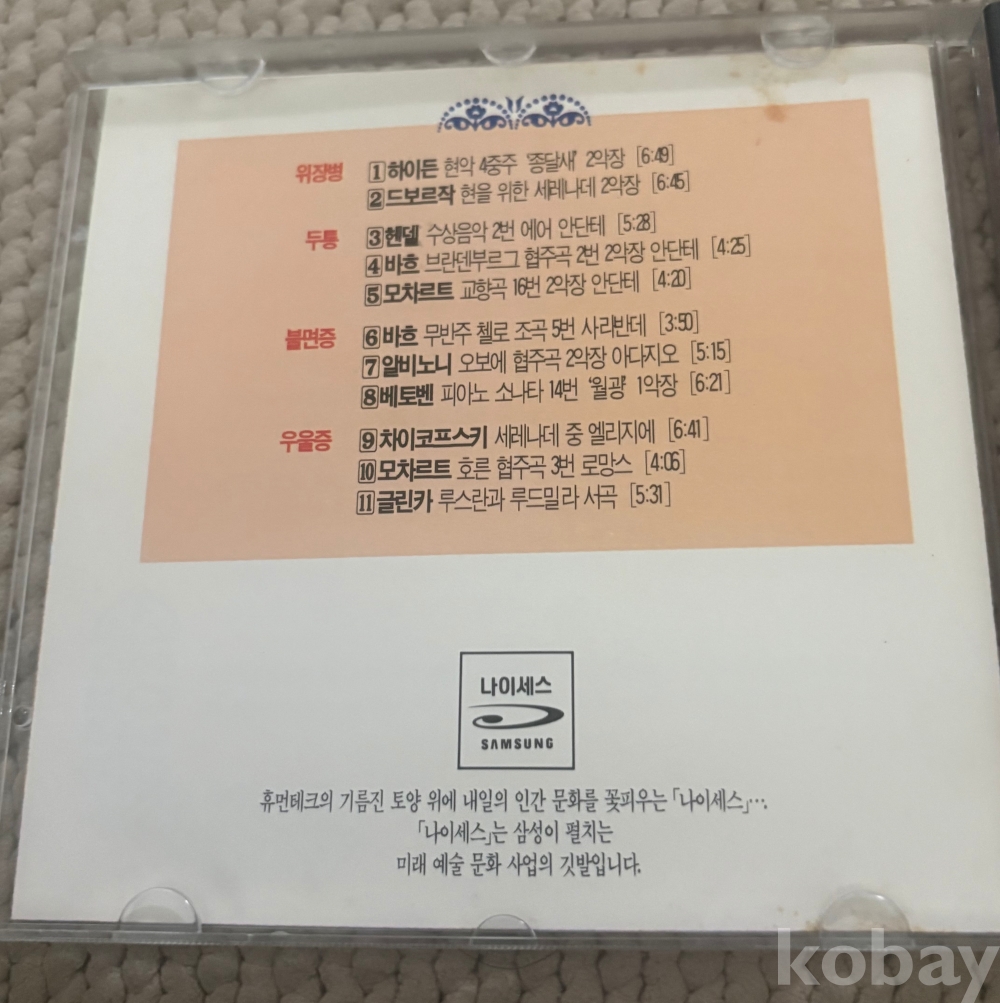 위장병 1 하이든 현악 4중주 '종달새' 2악장 [6:49]
2 드보르작 현을 위한 세레나데 2악장 [6:45]
두통 3 헨델 수상음악 2번 에어 안단테 [5:28]
4 바흐 브란덴부르그 협주곡 2번 2악장 안단테 [4:25]
5 모차르트 교향곡 16번 2악장 안단테 [4:20]
불면증 6 바흐 무반주 첼로 조곡 5번 사라반데 [3:50]
7 알비노니 오보에 협주곡 2악장 아다지오 [5:15]
8 베토벤 피아노 소나타 14번 '월광' 1악장 [6:21]
우울증 9 차이코프스키 세레나데 중 엘리지에 [6:41]
10 모차르트 호른 협주곡 3번 로망스 [4:06]
11 글린카 루스란과 루드밀라 서곡 [5:31]
나이세스
SAMSUNG
휴먼테크의 기름진 토양 위에 내일의 인간 문화를 꽃피우는 「나이세스」….
「나이세스」는 삼성이 펼치는
미래 예술 문화 사업의 깃발입니다.
kobay